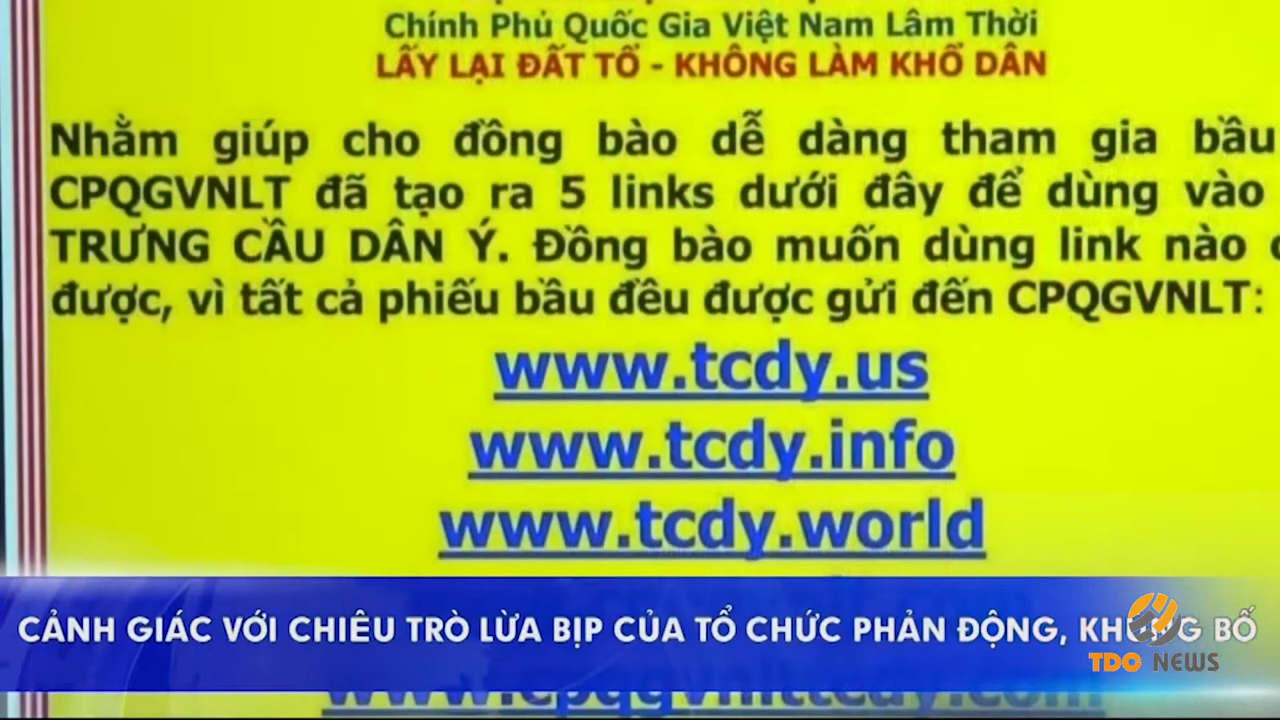 Chính Phủ Quốc Gia Việt Nam Lâm Thời
LẤY LẠI ĐẤT TỔ - KHÔNG LÀM KHỔ DÂN
Nhằm giúp cho đồng bào dễ dàng tham gia bầu
CPQGVNLT đã tạo ra 5 links dưới đây để dùng vào
TRƯNG CẦU DÂN Ý. Đồng bào muốn dùng link nào
được, vì tất cả phiếu bầu đều được gửi đến CPQGVNLT:
www.tcdy.us
www.tcdy.info
www.tcdy.world
CẢNH GIÁC VỚI CHIÊU TRÒ LỪA BỊP CỦA TỔ CHỨC PHẢN ĐỘNG, KHỦNG BỐ
TDO NEWS
www.cpqgvnlttcdy.com